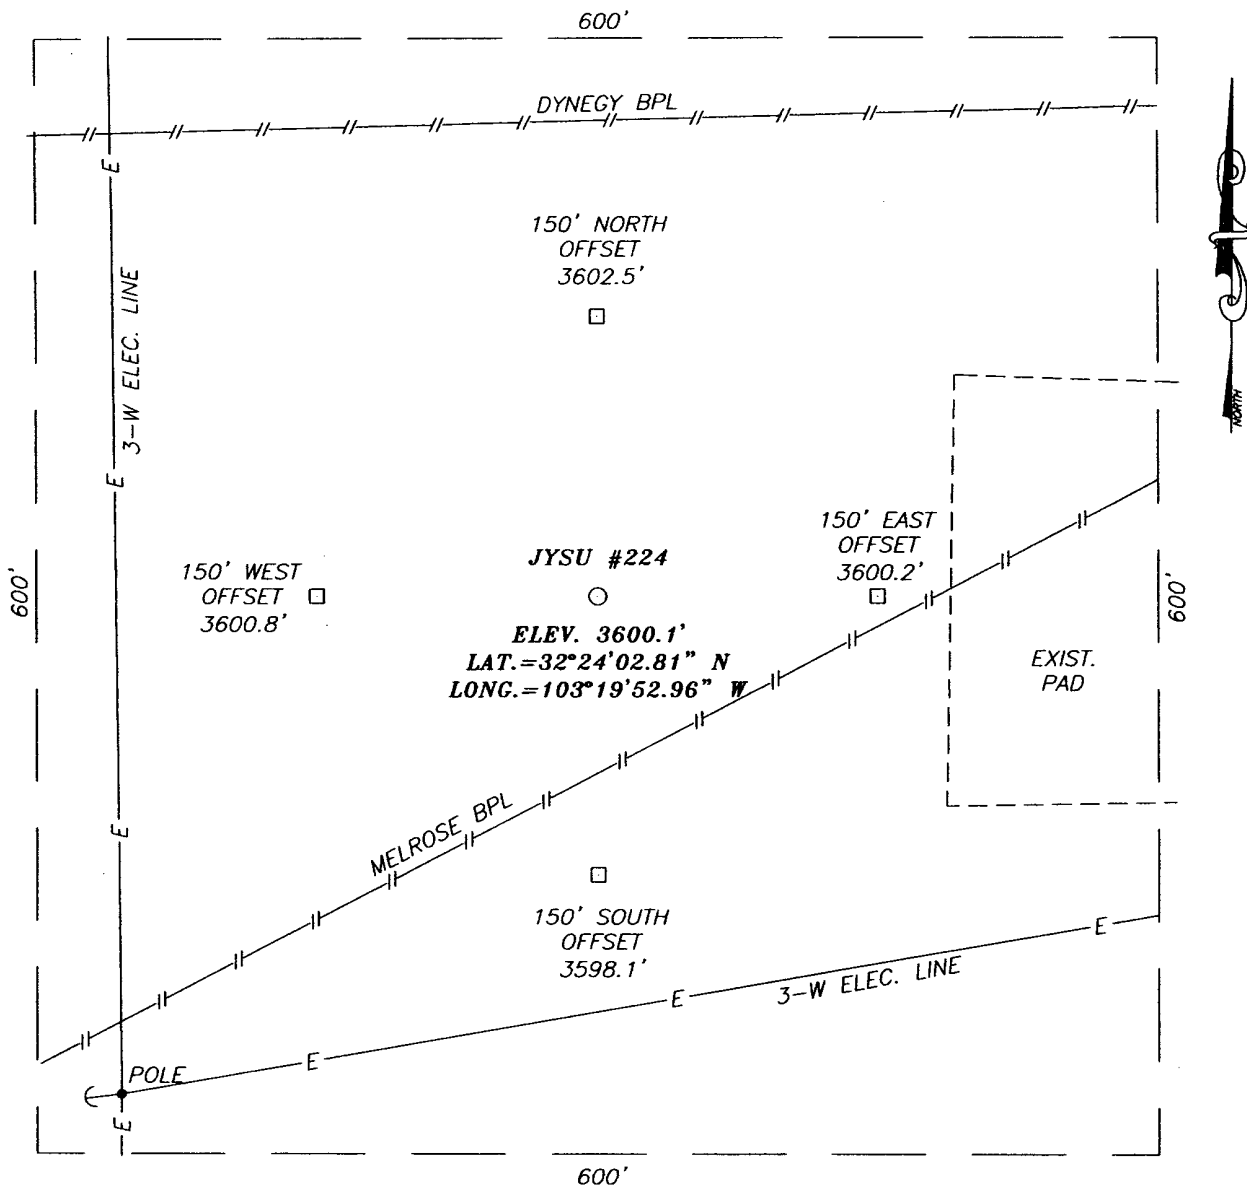 600'
DYNEGY BPL
E
150' NORTH
OFFSET
3602.5'
3-W ELEC. LINE
NORTH
E
150' EAST
OFFSET
3600.2'
JYSU #224
150' WEST
OFFSET
3600.8'
600'
600'
ELEV. 3600.1'
LAT.=32°24'02.81" N
LONG.=103°19'52.96" W
EXIST.
PAD
E
MELROSE BPL
150' SOUTH
OFFSET
3598.1'
E
3-W ELEC. LINE
E
E
POLE
E
600'